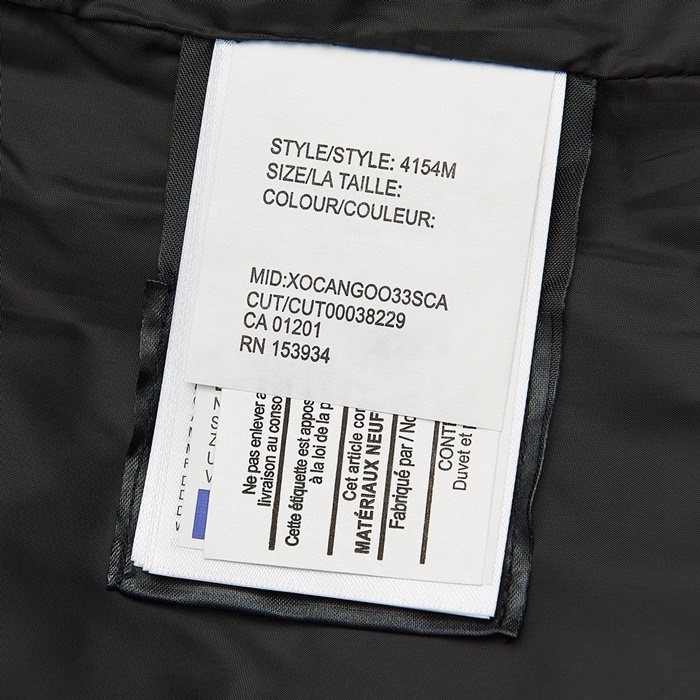 STYLE/STYLE: 4154M
SIZE/LA TAILLE:
COLOUR/COULEUR:
MID:XOCANGOO33SCA
CUT/CUT00038229
CA 01201
RN 153934
Ne pas enlever a
livraison au conso
Cette étiquette est appos
à la loi de la p
Cet article cor
MATÉRIAUX NEUF
Fabriqué par / No
CONT
Duvet et